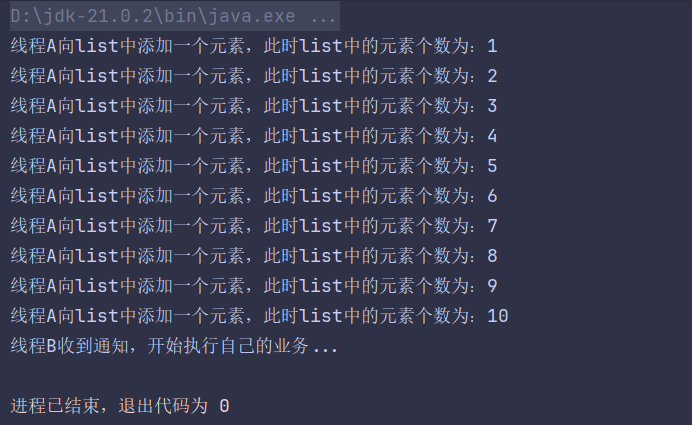 D:\jdk-21.0.2\bin\java.exe ...
线程A向list中添加一个元素，此时list中的元素个数为：1
线程A向list中添加一个元素，此时list中的元素个数为：2
线程A向list中添加一个元素，此时list中的元素个数为：3
线程A向list中添加一个元素，此时list中的元素个数为：4
线程A向list中添加一个元素，此时list中的元素个数为：5
线程A向list中添加一个元素，此时list中的元素个数为：6
线程A向list中添加一个元素，此时list中的元素个数为：7
线程A向list中添加一个元素，此时list中的元素个数为：8
线程A向list中添加一个元素，此时list中的元素个数为：9
线程A向list中添加一个元素，此时list中的元素个数为：10
线程B收到通知，开始执行自己的业务...
进程已结束，退出代码为 0